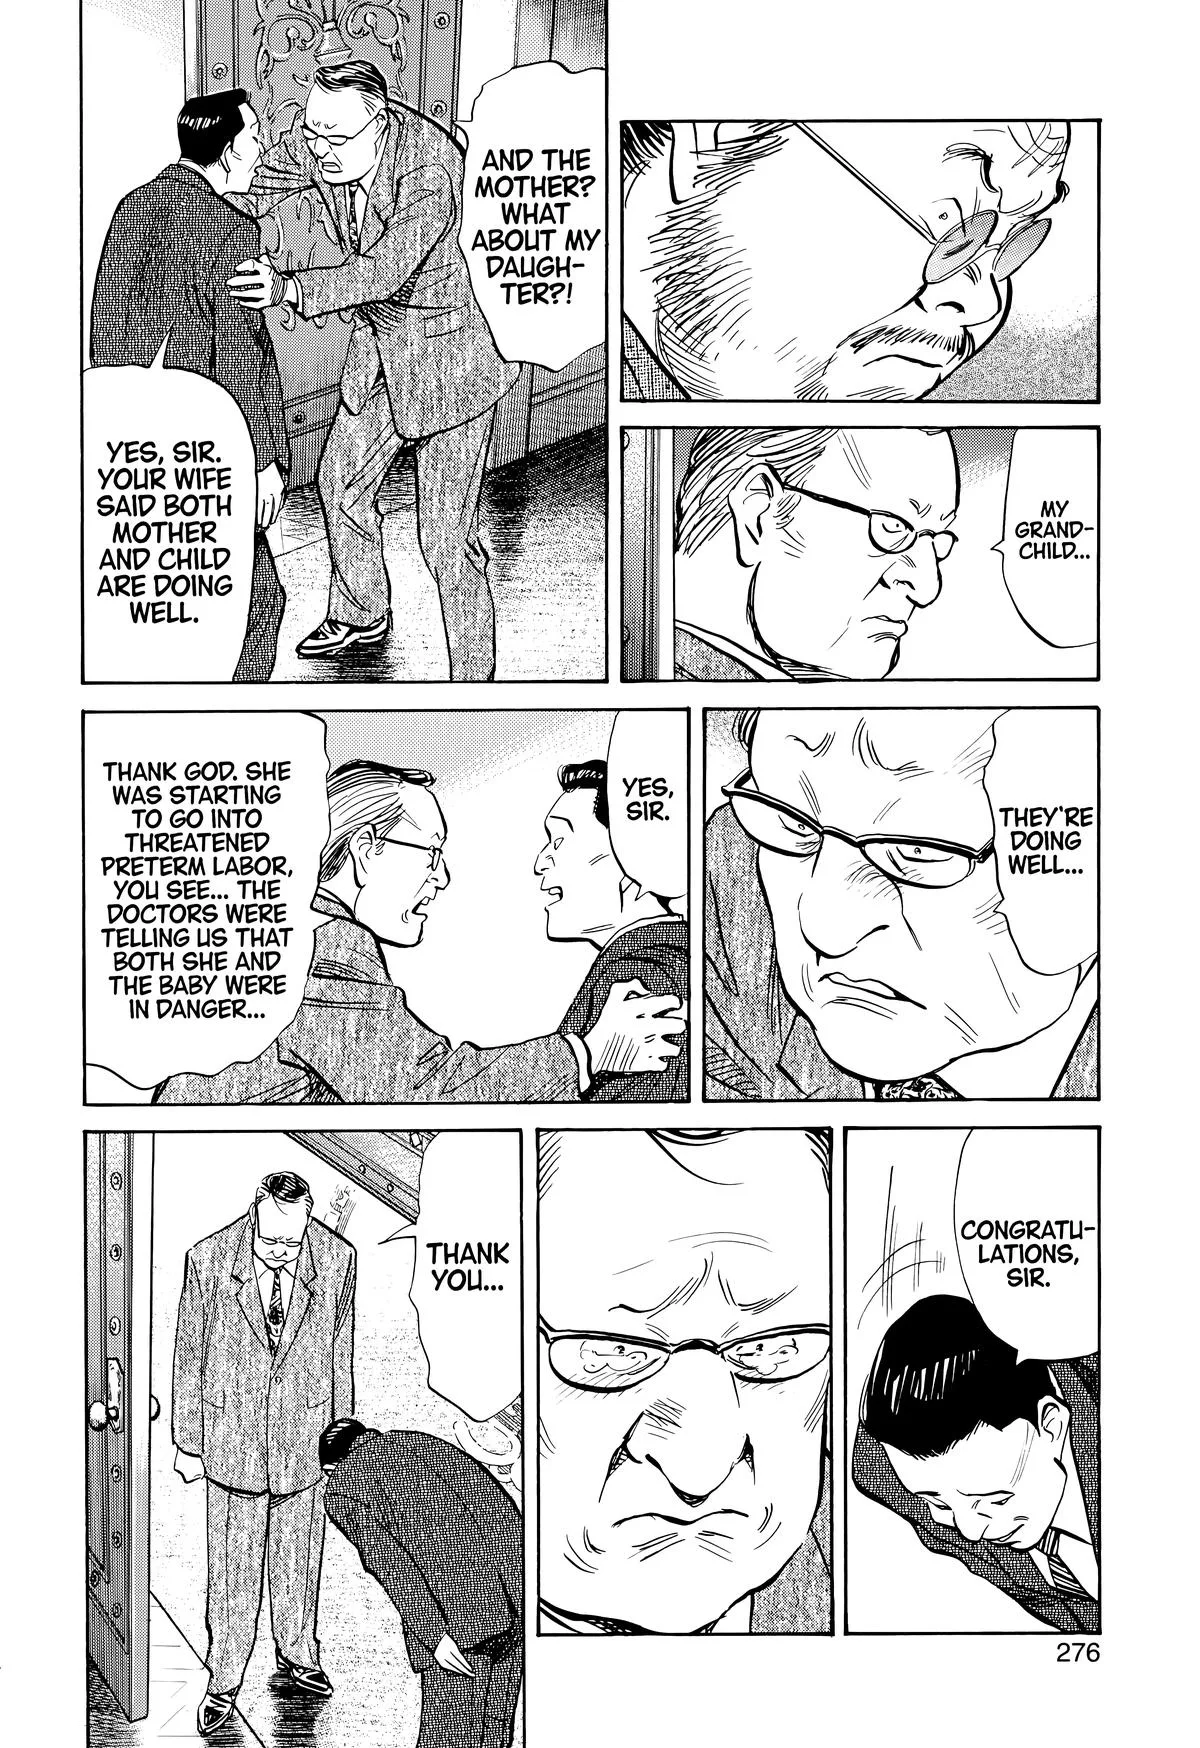 MY
GRAND-
CHILD...
AND THE
MOTHER?
WHAT
ABOUT MY
DAUGH-
TER?!
YES, SIR.
YOUR WIFE
SAID BOTH
MOTHER
AND CHILD
ARE DOING
WELL.
THEY'RE
DOING
WELL...
YES,
SIR.
THANK GOD. SHE
WAS STARTING
TO GO INTO
THREATENED
PRETERM LABOR,
YOU SEE... THE
DOCTORS WERE
TELLING US THAT
BOTH SHE AND
THE BABY WERE
IN DANGER...
CONGRATU-
LATIONS,
SIR.
THANK
YOU...
276